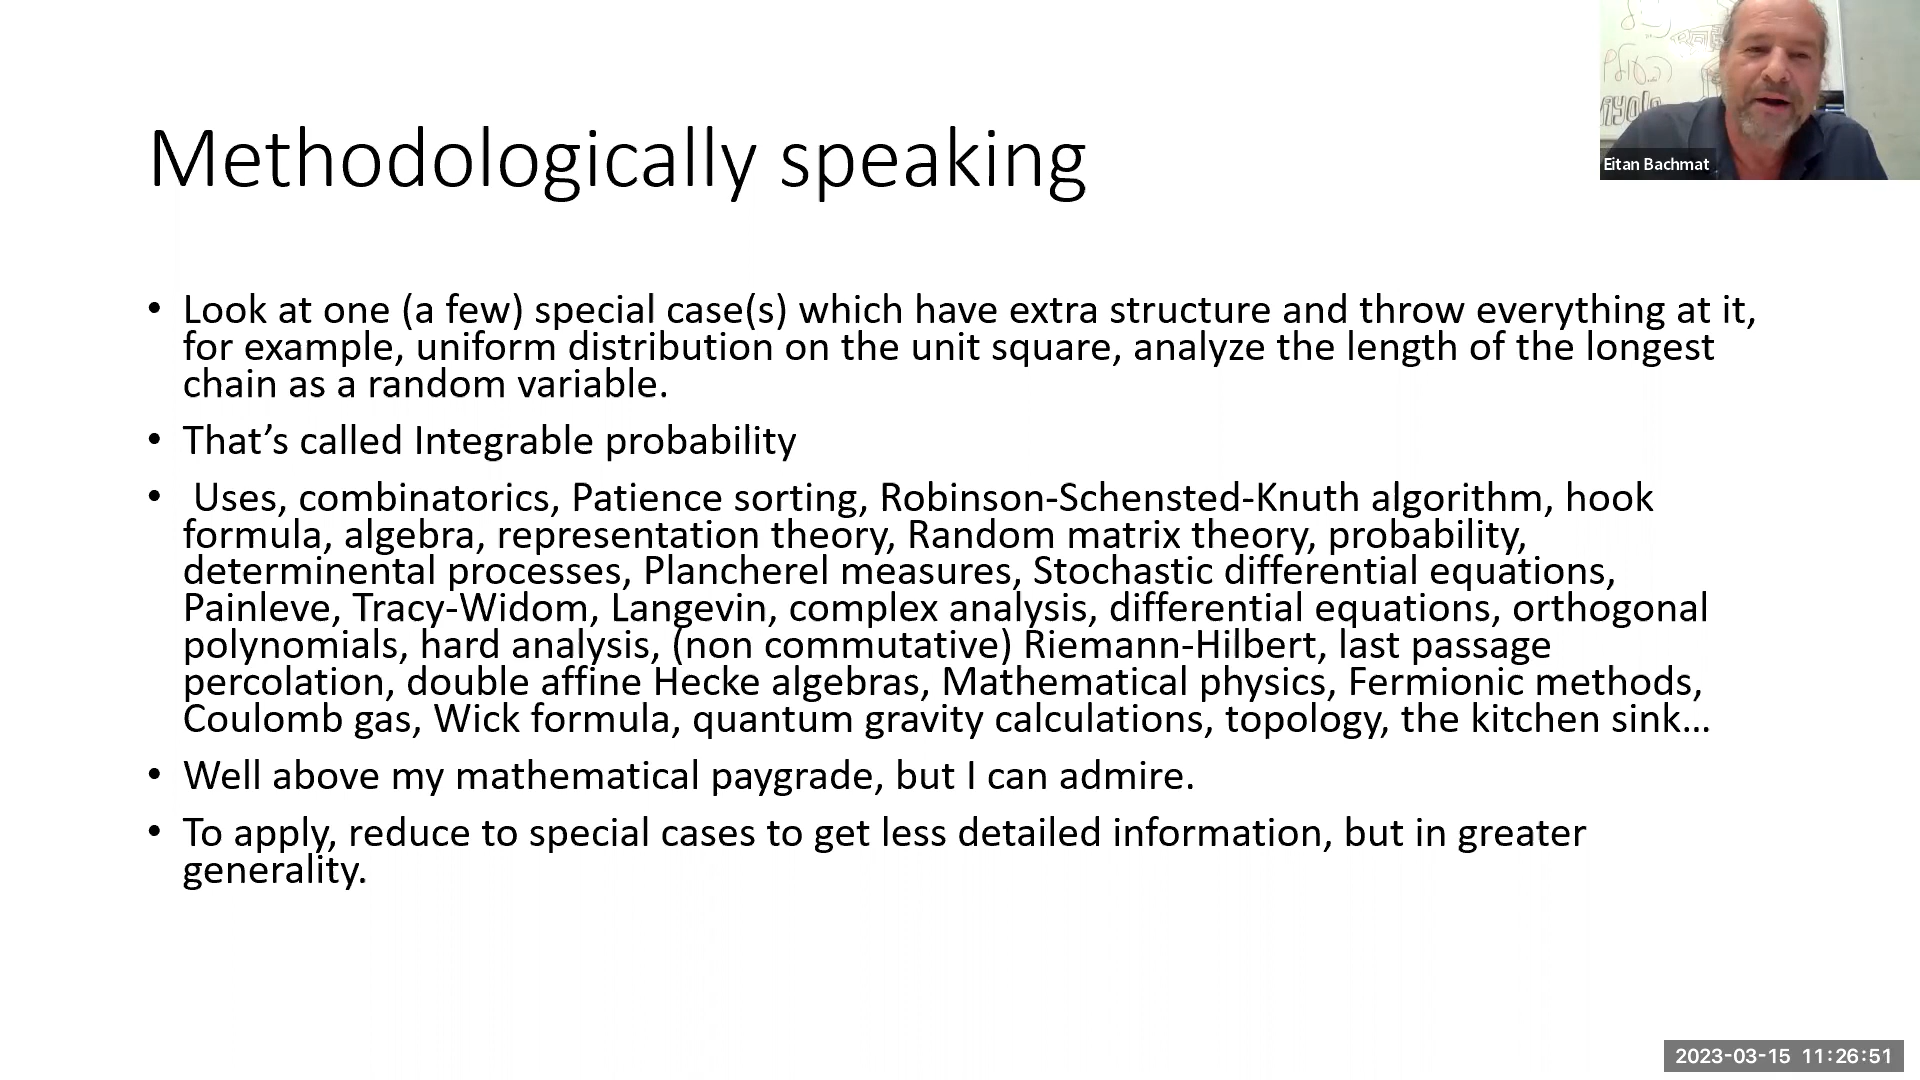 Methodologically speaking
Eitan Bachmat
• Look at one (a few) special case(s) which have extra structure and throw everything at it,
for example, uniform distribution on the unit square, analyze the length of the longest
chain as a random variable.
• That’s called Integrable probability
• Uses, combinatorics, Patience sorting, Robinson-Schensted-Knuth algorithm, hook
formula, algebra, representation theory, Random matrix theory, probability,
determinental processes, Plancherel measures, Stochastic differential equations,
Painleve, Tracy-Widom, Langevin, complex analysis, differential equations, orthogonal
polynomials, hard analysis, (non commutative) Riemann-Hilbert, last passage
percolation, double affine Hecke algebras, Mathematical physics, Fermionic methods,
Coulomb gas, Wick formula, quantum gravity calculations, topology, the kitchen sink…
• Well above my mathematical paygrade, but I can admire.
• To apply, reduce to special cases to get less detailed information, but in greater
generality.
2023-03-15 11:26:51